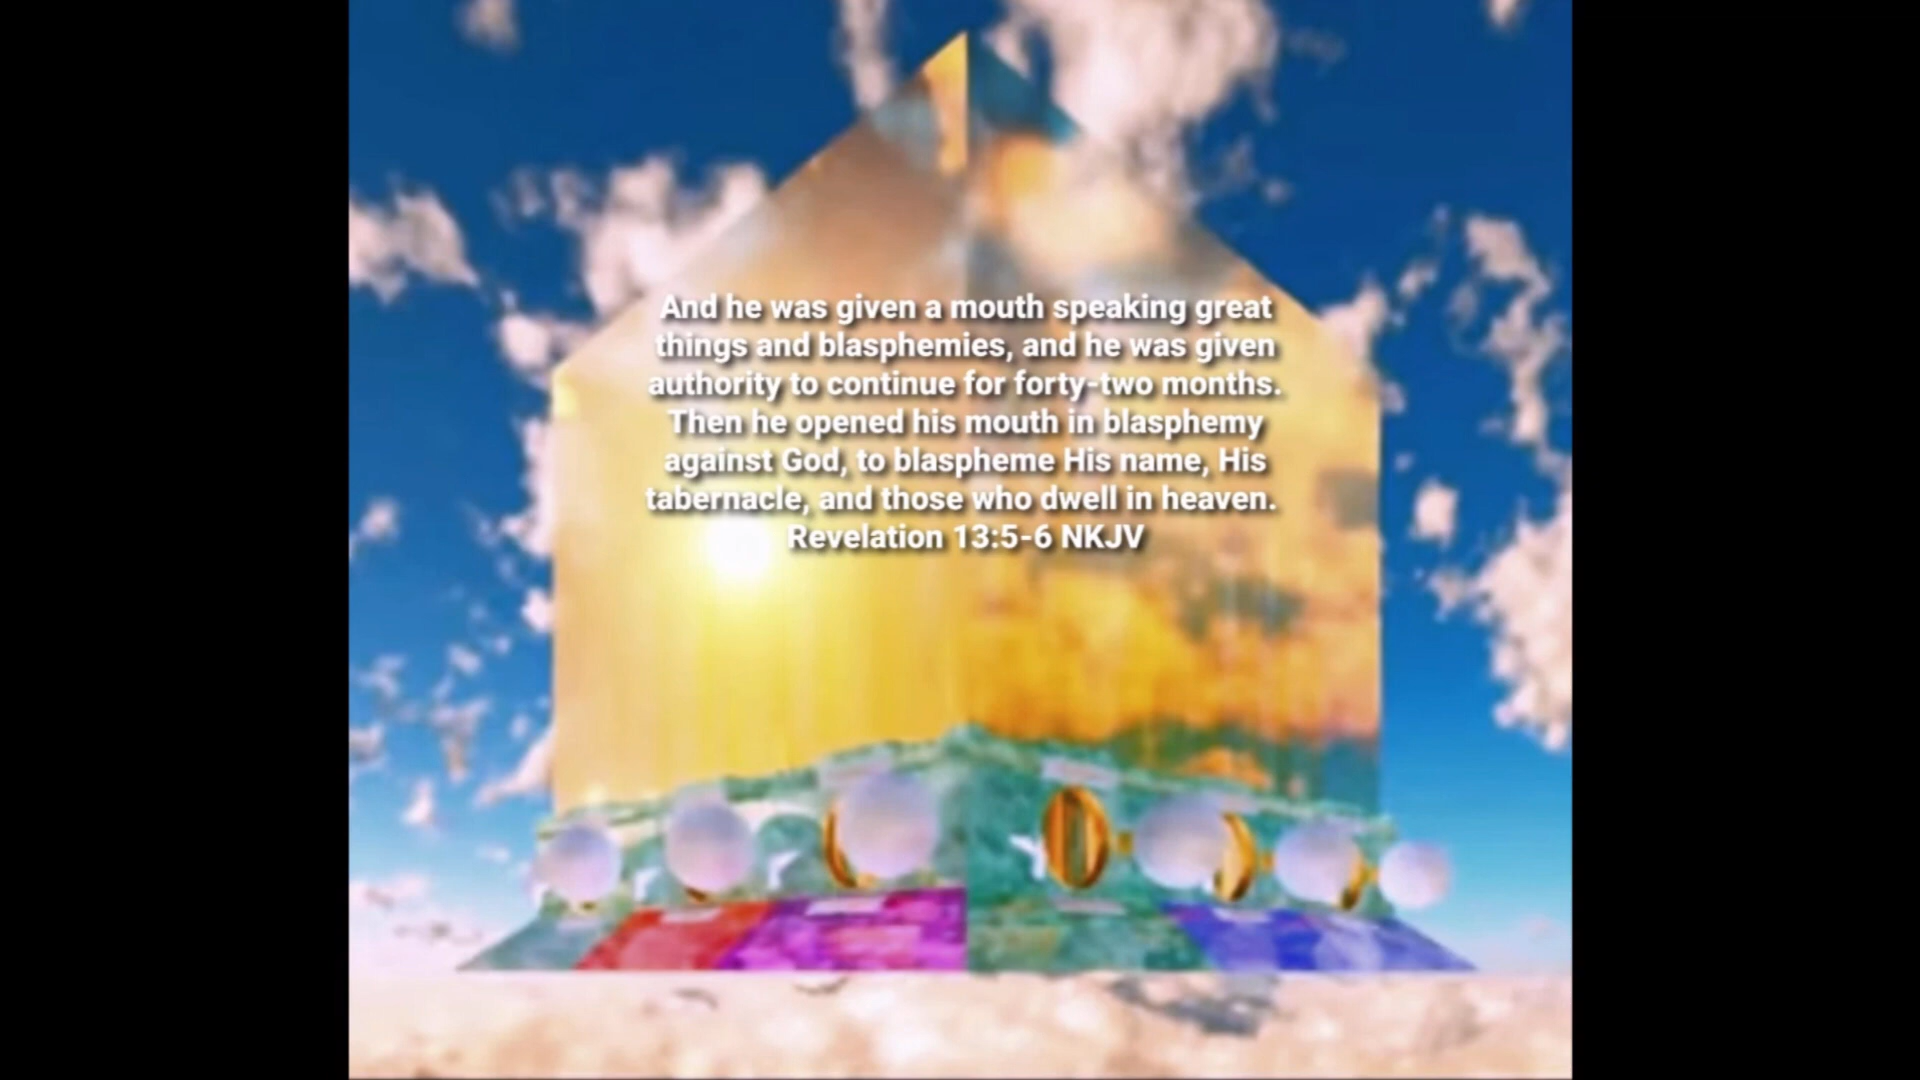 And he was given a mouth speaking great
things and blasphemies, and he was given
authority to continue for forty-two months.
Then he opened his mouth in blasphemy
against God, to blaspheme His name, His
tabernacle, and those who dwell in heaven.
Revelation 13:5-6 NKJV